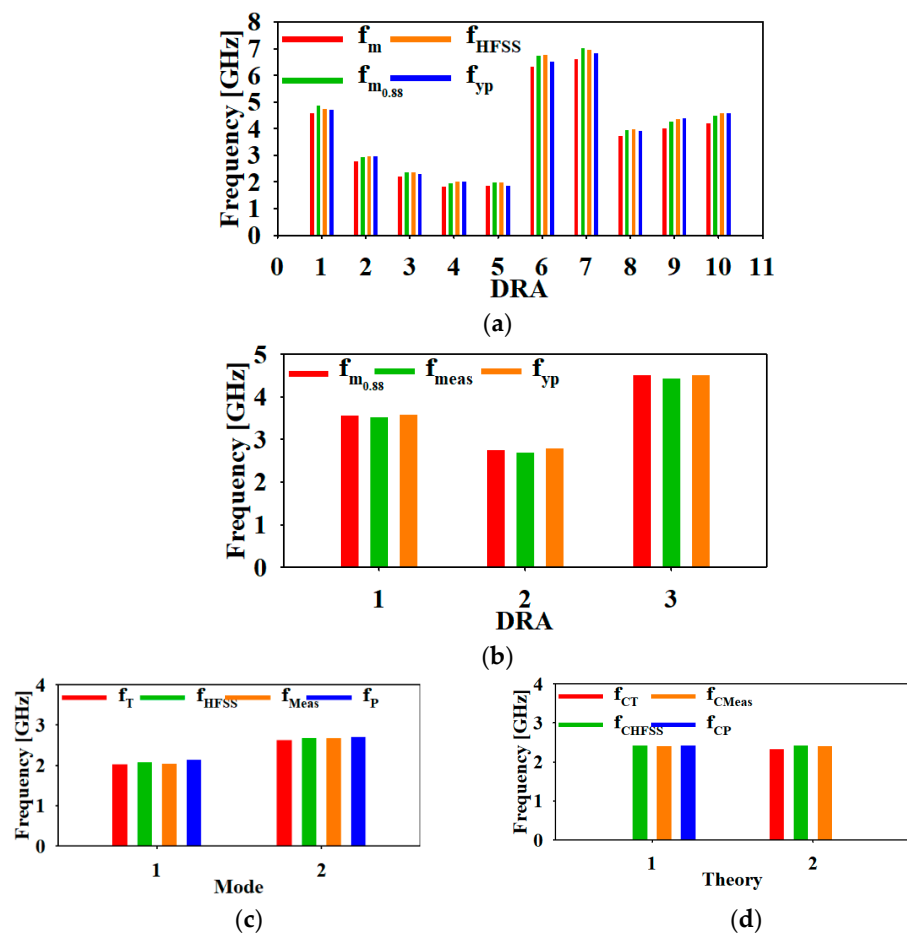 f_m f_HFSS
f_m_0.88 f_yp
Frequency [GHz]
8
7
6
5
4
3
2
1
0
0 1 2 3 4 5 6 7 8 9 10 11
DRA
(a)
f_m_0.88 f_meas f_yp
Frequency [GHz]
5
4
3
2
1
0
1 2 3
DRA
(b)
f_T f_HFSS f_Meas f_P
Frequency [GHz]
4
3
2
1
0
1 2
Mode
(c)
f_CT f_CMeas
f_CHFSS f_CP
Frequency [GHz]
4
3
2
1
0
1 2
Theory
(d)